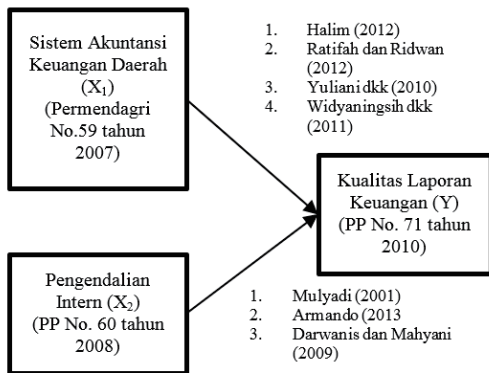 Sistem Akuntansi
Keuangan Daerah
(X₁)
(Permendagri
No.59 tahun
2007)
1. Halim (2012)
2. Ratifah dan Ridwan
(2012)
3. Yuliani dkk (2010)
4. Widyaningsih dkk
(2011)
Kualitas Laporan
Keuangan (Y)
(PP No. 71 tahun
2010)
Pengendalian
Intern (X₂)
(PP No. 60 tahun
2008)
1. Mulyadi (2001)
2. Armando (2013
3. Darwanis dan Mahyani
(2009)